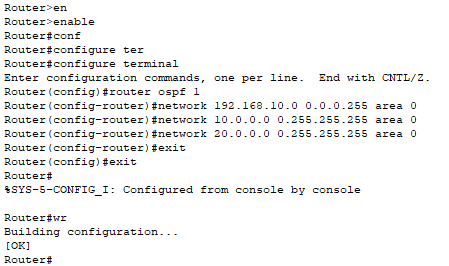 Router>en
Router>enable
Router#conf
Router#configure ter
Router#configure terminal
Enter configuration commands, one per line.  End with CNTL/Z.
Router(config)#router ospf 1
Router(config-router)#network 192.168.10.0 0.0.0.255 area 0
Router(config-router)#network 10.0.0.0 0.255.255.255 area 0
Router(config-router)#network 20.0.0.0 0.255.255.255 area 0
Router(config-router)#exit
Router(config)#exit
Router#
%SYS-5-CONFIG_I: Configured from console by console
Router#wr
Building configuration...
[OK]
Router#